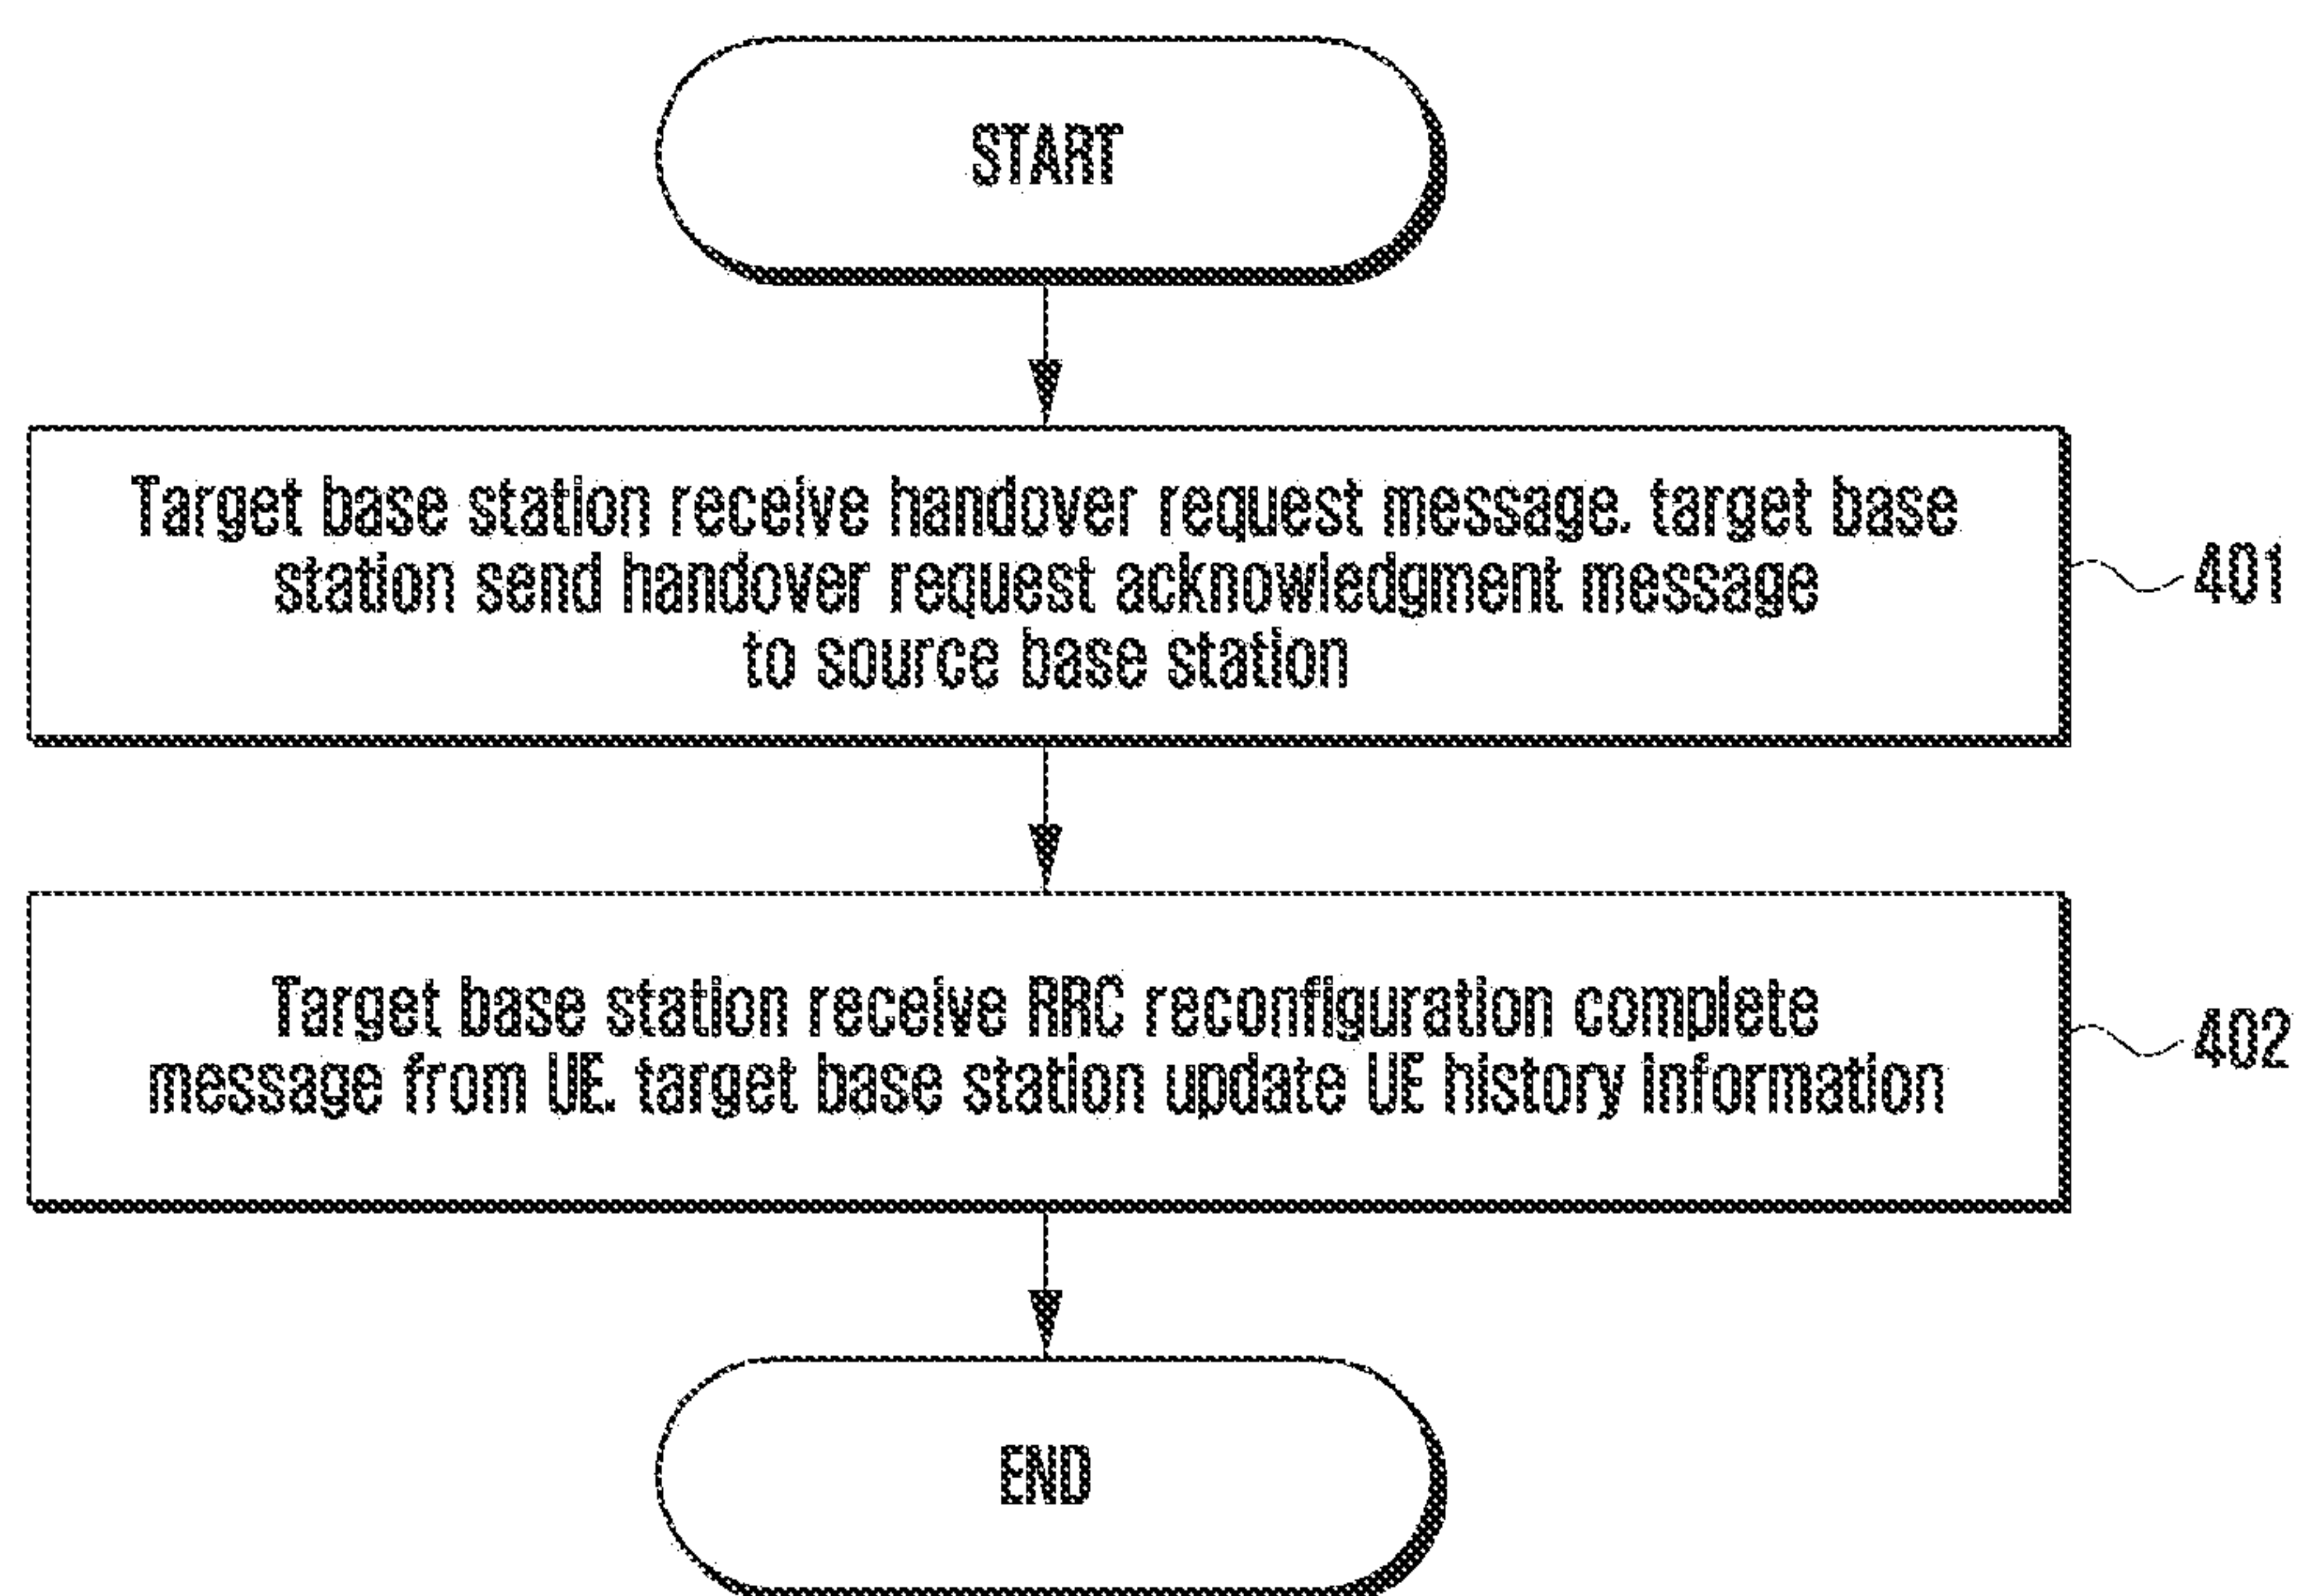 START
Target base station receive handover request message. target base
station send handover request acknowledgment message
to source base station
401
Target base station receive RRC reconfiguration complete
message from UE. target base station update UE history information
402
END